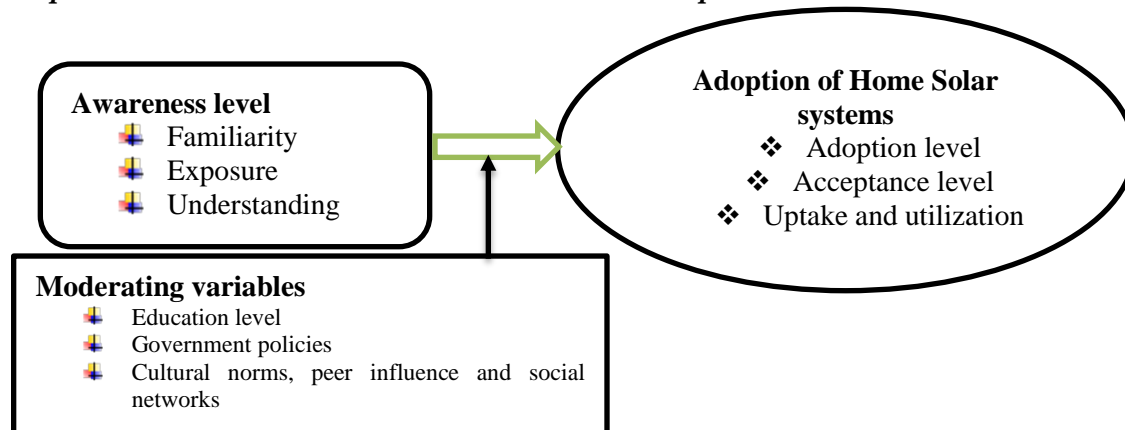 Awareness level
Familiarity
Exposure
Understanding
Adoption of Home Solar
systems
❖ Adoption level
❖ Acceptance level
❖ Uptake and utilization
Moderating variables
Education level
Government policies
Cultural norms, peer influence and social
networks